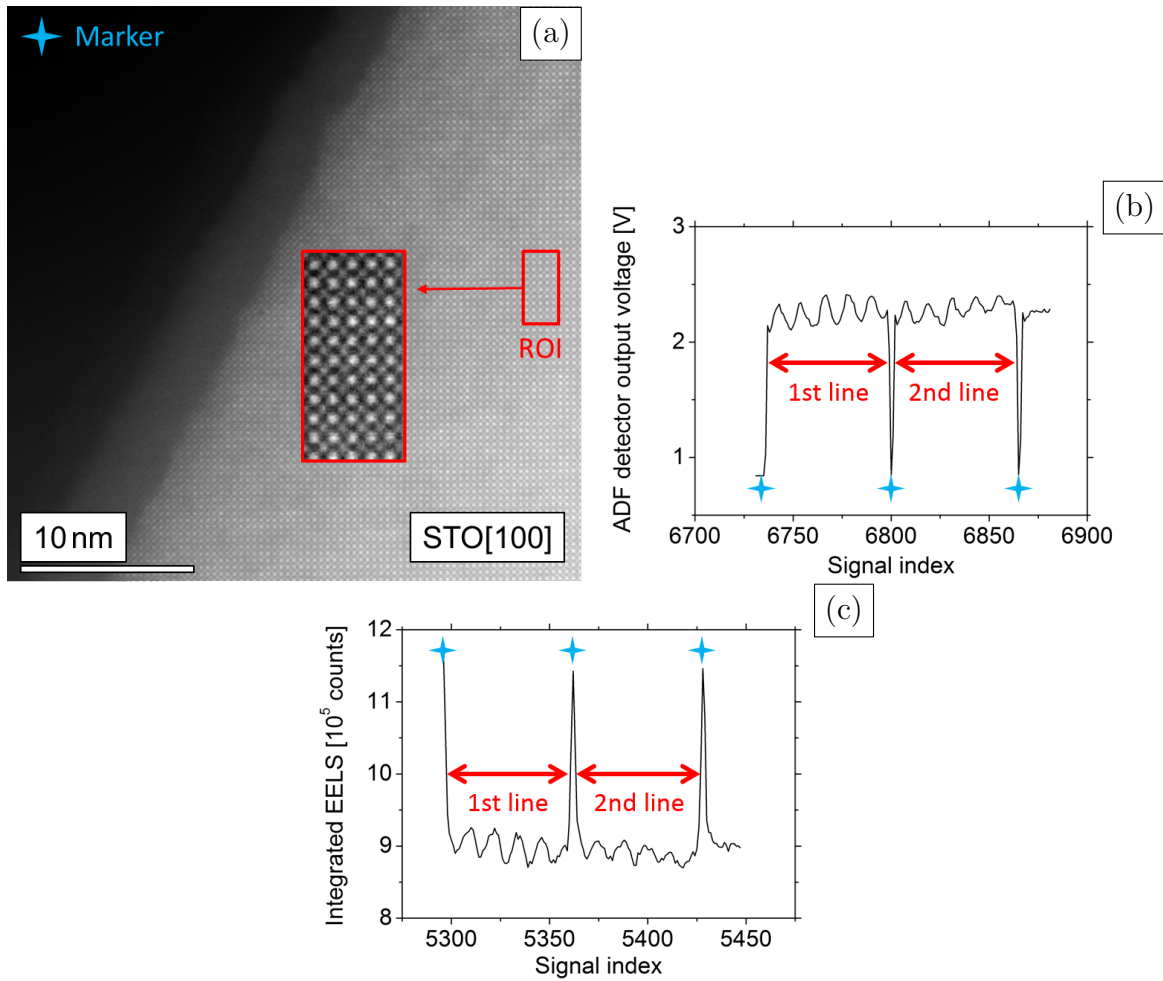 Marker
(a)
ROI
10 nm
STO[100]
(b)
ADF detector output voltage [V]
3
2
1
1st line
2nd line
6700 6750 6800 6850 6900
Signal index
(c)
Integrated EELS [10⁵ counts]
12
11
10
9
8
1st line
2nd line
5300 5350 5400 5450
Signal index